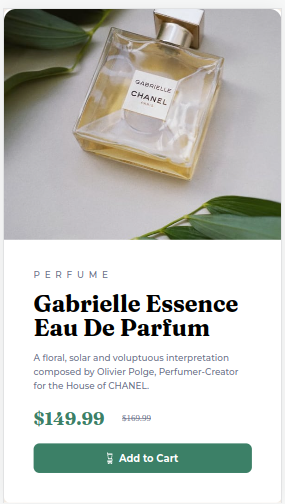 GABRIELLE
CHANEL
PARIS
PERFUME
Gabrielle Essence
Eau De Parfum
A floral, solar and voluptuous interpretation
composed by Olivier Polge, Perfumer-Creator
for the House of CHANEL.
$149.99 $169.99
Add to Cart